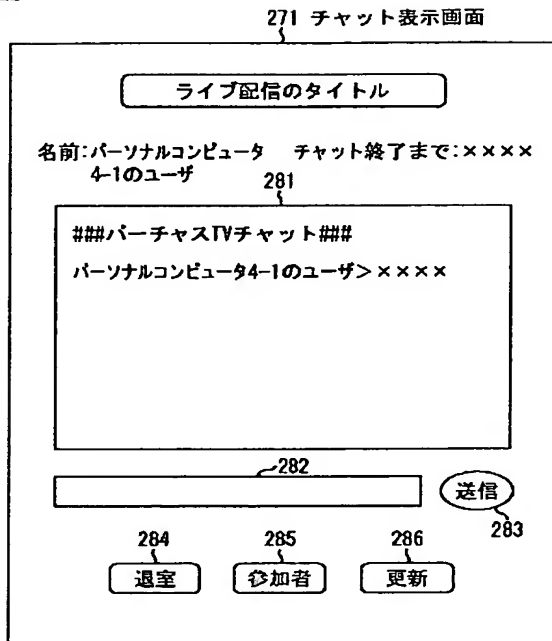 271 チャット表示画面
ライブ配信のタイトル
名前:パーソナルコンピュータ チャット終了まで:××××
4-1のユーザ
281
###パーチャスTVチャット###
パーソナルコンピュータ4-1のユーザ>××××
282
送信
283
284 285 286
退室 参加者 更新